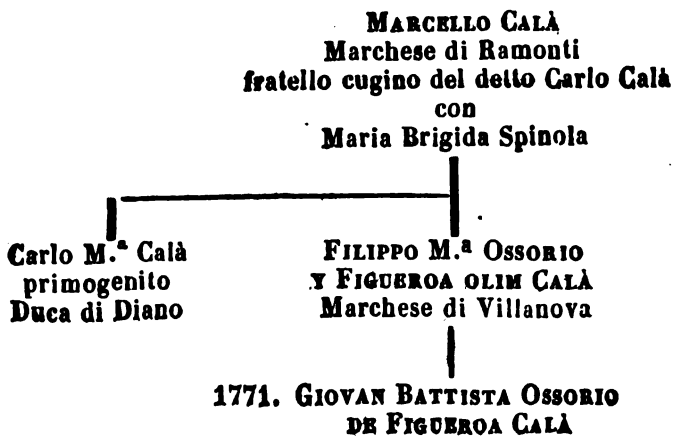 MARCELLO CALÀ
Marchese di Ramonti
fratello cugino del detto Carlo Calà
con
Maria Brigida Spinola
Carlo M.ª Calà
primogenito
Duca di Diano
FILIPPO M.ª OSSORIO
Y FIGUEROA OLIM CALÀ
Marchese di Villanova
1771. GIOVAN BATTISTA OSSORIO
DE FIGUEROA CALÀ